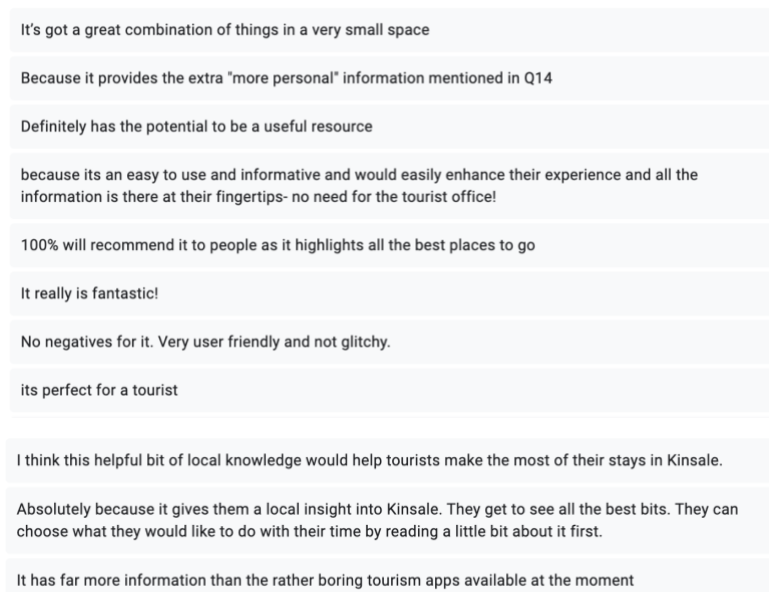 It's got a great combination of things in a very small space
Because it provides the extra "more personal" information mentioned in Q14
Definitely has the potential to be a useful resource
because its an easy to use and informative and would easily enhance their experience and all the
information is there at their fingertips- no need for the tourist office!
100% will recommend it to people as it highlights all the best places to go
It really is fantastic!
No negatives for it. Very user friendly and not glitchy.
its perfect for a tourist
I think this helpful bit of local knowledge would help tourists make the most of their stays in Kinsale.
Absolutely because it gives them a local insight into Kinsale. They get to see all the best bits. They can
choose what they would like to do with their time by reading a little bit about it first.
It has far more information than the rather boring tourism apps available at the moment